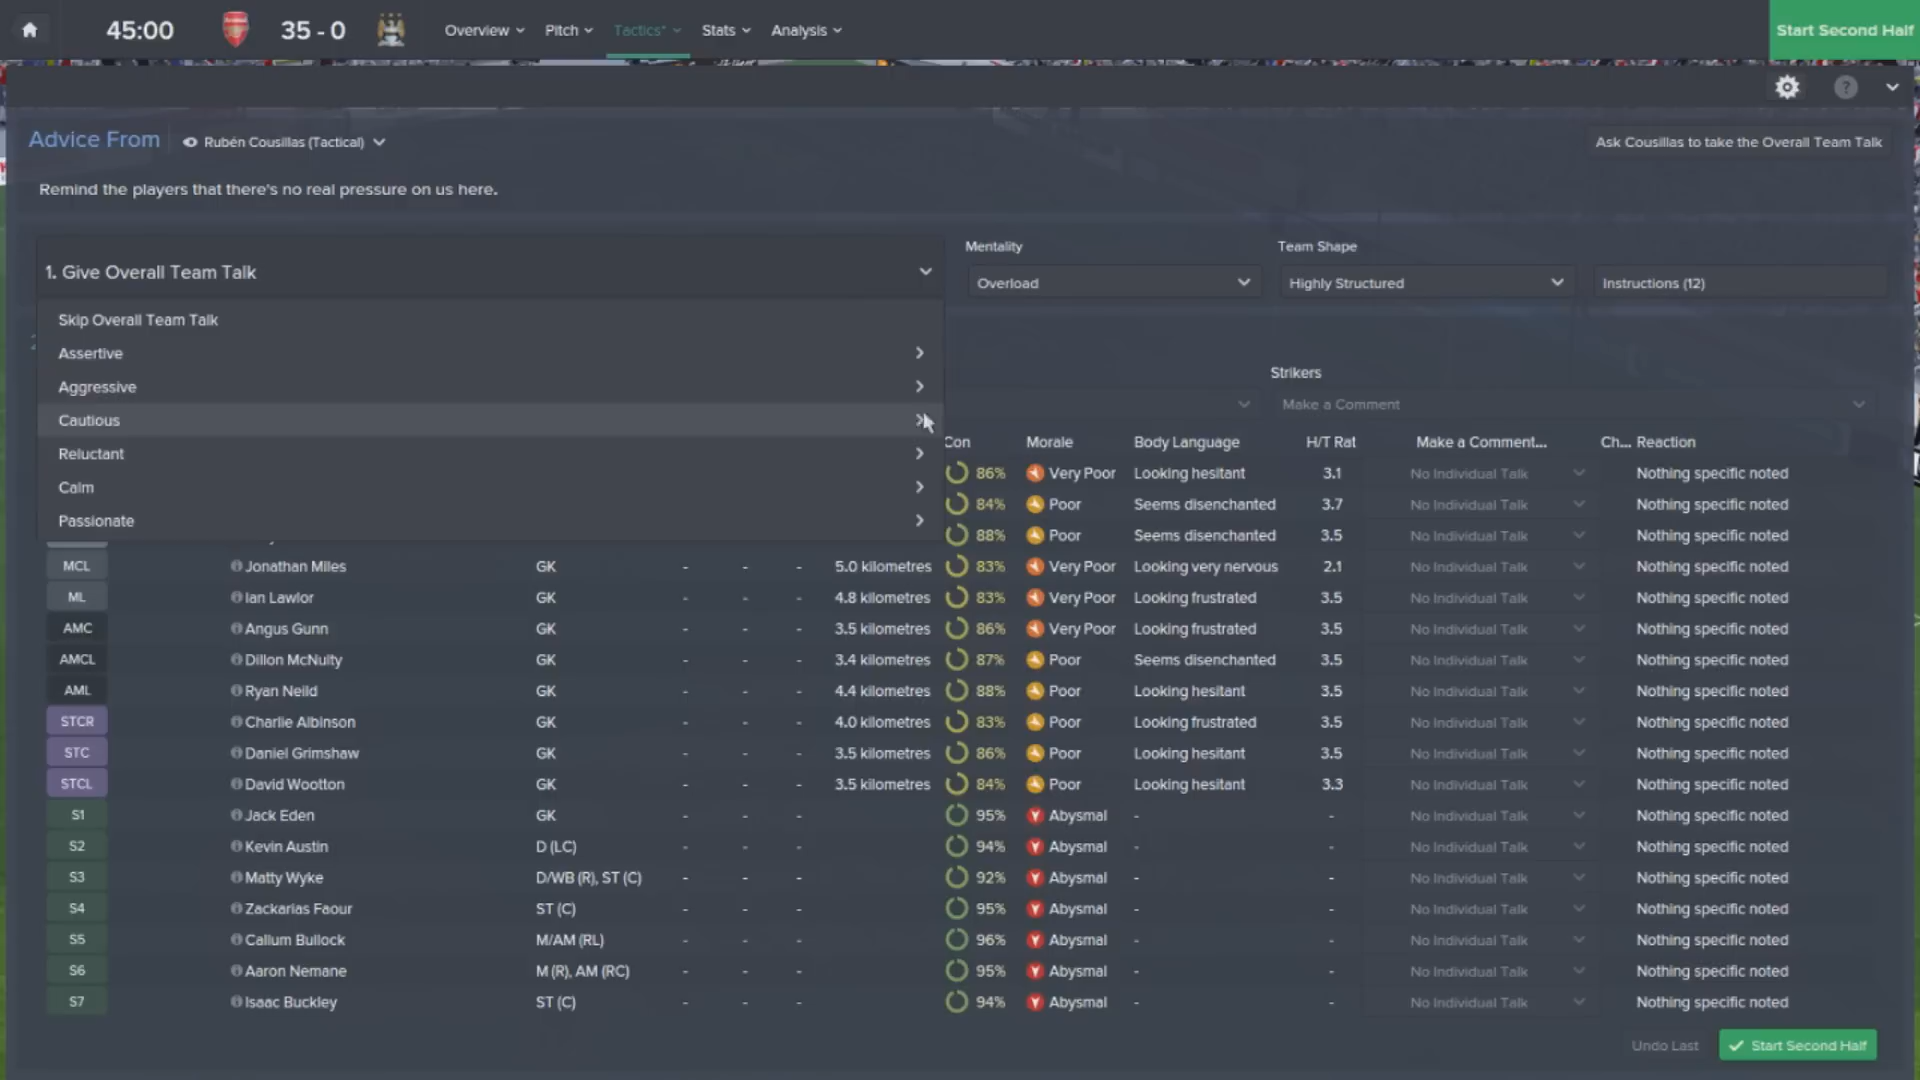 45:00 35 - 0 Overview Pitch Tactics* Stats Analysis Start Second Half
Advice From Rubén Cousillas (Tactical) Ask Cousillas to take the Overall Team Talk
Remind the players that there's no real pressure on us here.
Mentality Team Shape
1. Give Overall Team Talk Overload Highly Structured Instructions (12)
Skip Overall Team Talk
Assertive
Aggressive Strikers
Cautious Make a Comment
Con Morale Body Language H/T Rat Make a Comment... Ch... Reaction
Reluctant 86% Very Poor Looking hesitant 3.1 No Individual Talk Nothing specific noted
Calm 84% Poor Seems disenchanted 3.7 No Individual Talk Nothing specific noted
Passionate 88% Poor Seems disenchanted 3.5 No Individual Talk Nothing specific noted
MCL Jonathan Miles GK - - - 5.0 kilometres 83% Very Poor Looking very nervous 2.1 No Individual Talk Nothing specific noted
ML Ian Lawlor GK - - - 4.8 kilometres 83% Very Poor Looking frustrated 3.5 No Individual Talk Nothing specific noted
AMC Angus Gunn GK - - - 3.5 kilometres 86% Very Poor Looking frustrated 3.5 No Individual Talk Nothing specific noted
AMCL Dillon McNulty GK - - - 3.4 kilometres 87% Poor Seems disenchanted 3.5 No Individual Talk Nothing specific noted
AML Ryan Neild GK - - - 4.4 kilometres 88% Poor Looking hesitant 3.5 No Individual Talk Nothing specific noted
STCR Charlie Albinson GK - - - 4.0 kilometres 83% Poor Looking frustrated 3.5 No Individual Talk Nothing specific noted
STC Daniel Grimshaw GK - - - 3.5 kilometres 86% Poor Looking hesitant 3.5 No Individual Talk Nothing specific noted
STCL David Wootton GK - - - 3.5 kilometres 84% Poor Looking hesitant 3.3 No Individual Talk Nothing specific noted
S1 Jack Eden GK - - - 95% Abysmal - - No Individual Talk Nothing specific noted
S2 Kevin Austin D (LC) - - - 94% Abysmal - - No Individual Talk Nothing specific noted
S3 Matty Wyke D/WB (R), ST (C) - - - 92% Abysmal - - No Individual Talk Nothing specific noted
S4 Zackarias Faour ST (C) - - - 95% Abysmal - - No Individual Talk Nothing specific noted
S5 Callum Bullock M/AM (RL) - - - 96% Abysmal - - No Individual Talk Nothing specific noted
S6 Aaron Nemane M (R), AM (RC) - - - 95% Abysmal - - No Individual Talk Nothing specific noted
S7 Isaac Buckley ST (C) - - - 94% Abysmal - - No Individual Talk Nothing specific noted
Undo Last Start Second Half